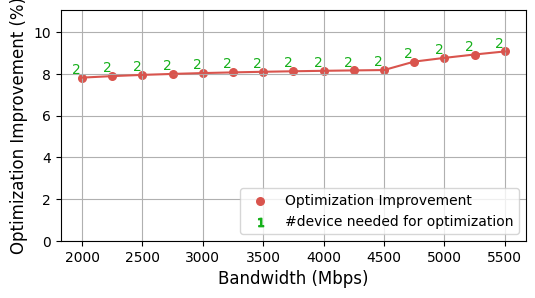 Optimization Improvement (%)
10
8
6
4
2
0
2 2 2 2 2 2 2 2 2 2 2 2 2 2 2
Optimization Improvement
1 #device needed for optimization
2000 2500 3000 3500 4000 4500 5000 5500
Bandwidth (Mbps)